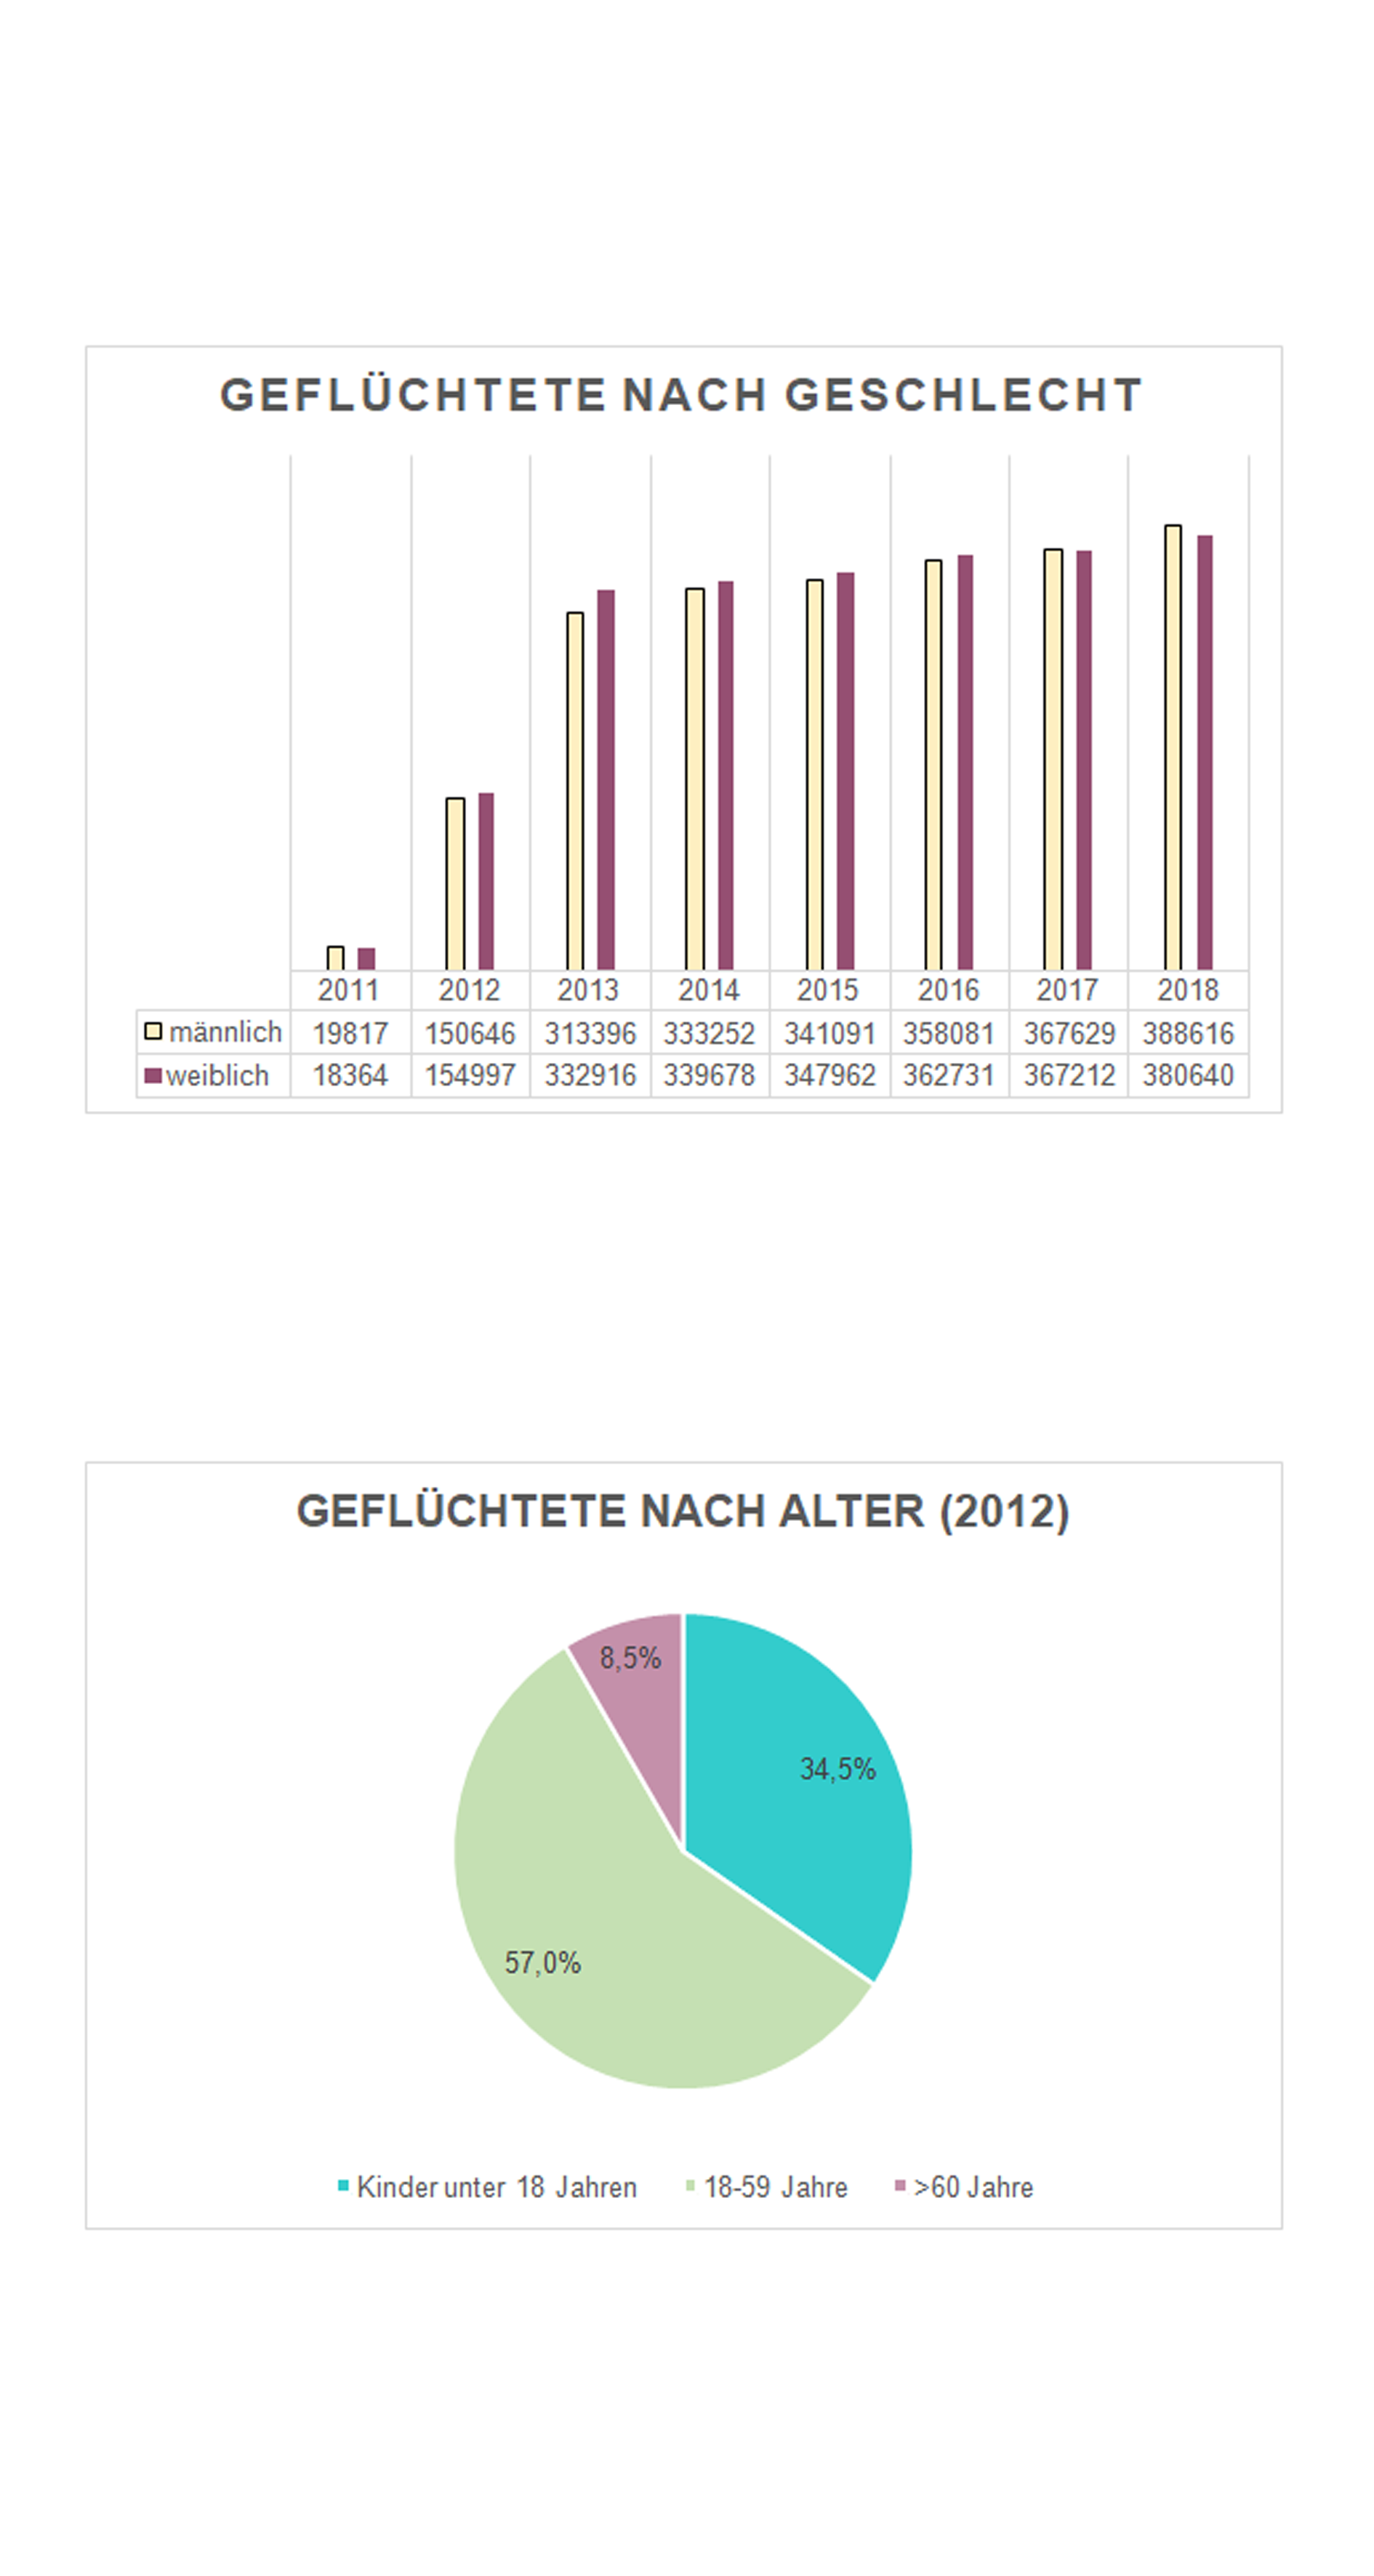 GEFLÜCHTETE NACH GESCHLECHT
2011 2012 2013 2014 2015 2016 2017 2018
männlich 19817 150646 313396 333252 341091 358081 367629 388616
weiblich 18364 154997 332916 339678 347962 362731 367212 380640
GEFLÜCHTETE NACH ALTER (2012)
8,5%
34,5%
57,0%
Kinder unter 18 Jahren 18-59 Jahre >60 Jahre